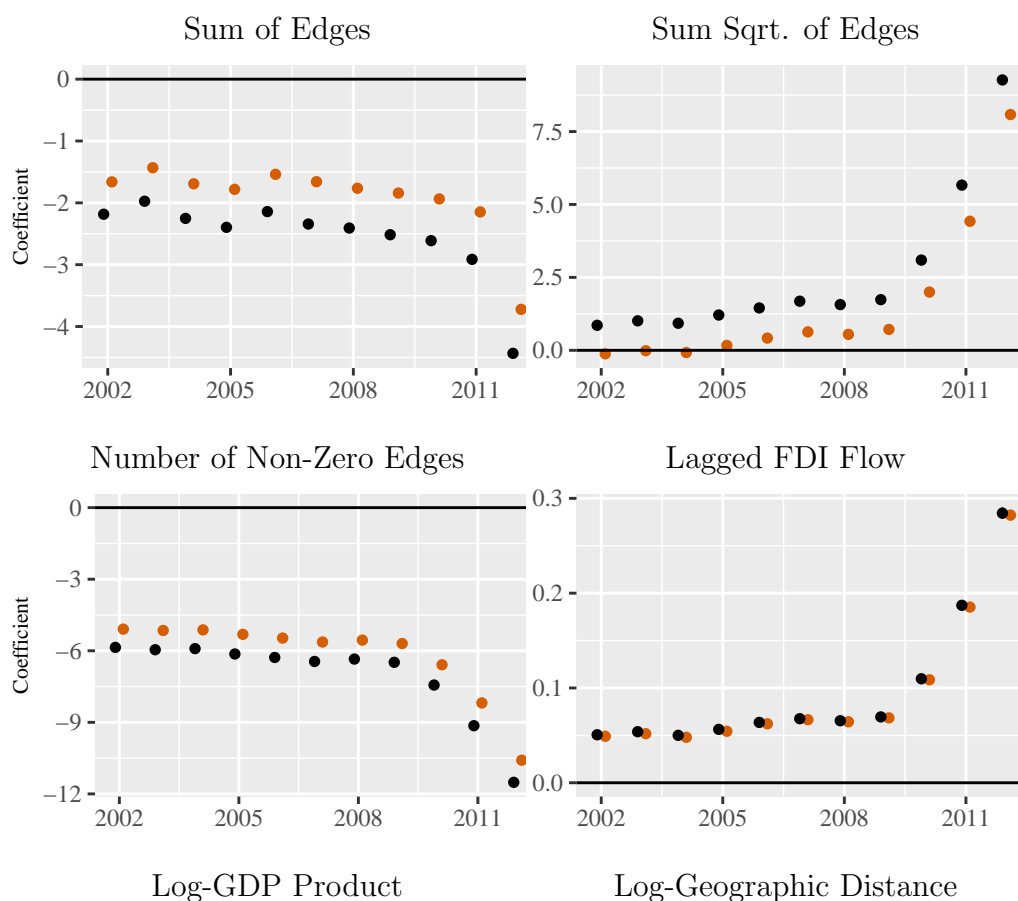 Sum of Edges
Coefficient
0
−1
−2
−3
−4
2002 2005 2008 2011
Sum Sqrt. of Edges
7.5
5.0
2.5
0.0
2002 2005 2008 2011
Number of Non-Zero Edges
Coefficient
0
−3
−6
−9
−12
2002 2005 2008 2011
Lagged FDI Flow
0.3
0.2
0.1
0.0
2002 2005 2008 2011
Log-GDP Product
Log-Geographic Distance